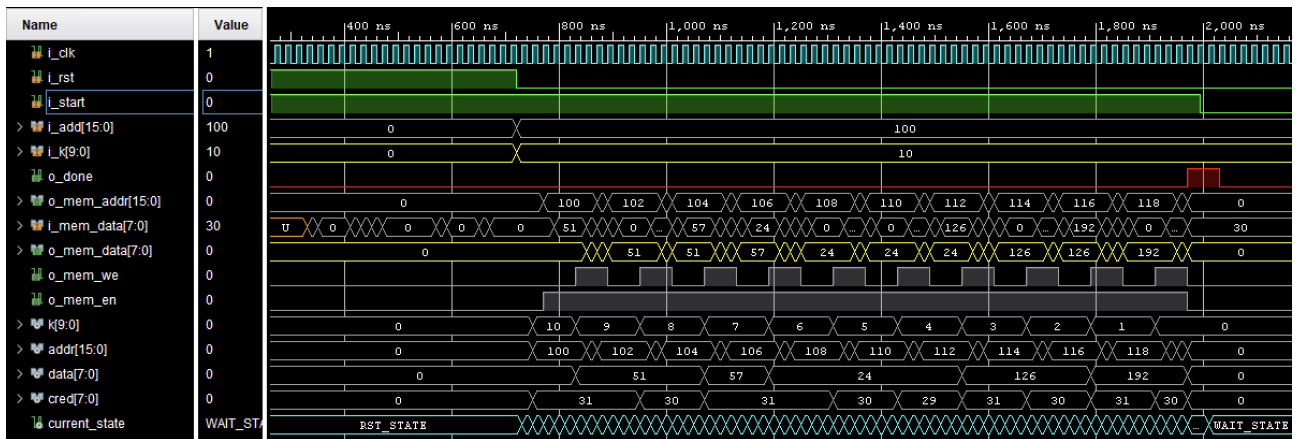 Name Value 400 ns 600 ns 800 ns 1,000 ns 1,200 ns 1,400 ns 1,600 ns 1,800 ns 2,000 ns
i_clk 1
i_rst 0
i_start 0
i_add[15:0] 100 0 100
i_k[9:0] 10 0 10
o_done 0
o_mem_addr[15:0] 0 0 100 102 104 106 108 110 112 114 116 118 0
i_mem_data[7:0] 30 U 0 0 0 0 51 0 ... 57 24 0 ... 0 ... 126 0 ... 192 0 ... 30
o_mem_data[7:0] 0 0 51 51 57 24 24 24 126 126 192 0
o_mem_we 0
o_mem_en 0
k[9:0] 0 0 10 9 8 7 6 5 4 3 2 1 0
addr[15:0] 0 0 100 102 104 106 108 110 112 114 116 118 0
data[7:0] 0 0 51 57 24 126 192 0
cred[7:0] 0 0 31 30 31 30 29 31 30 31 30 0
current_state WAIT_STA RST_STATE ... WAIT_STATE